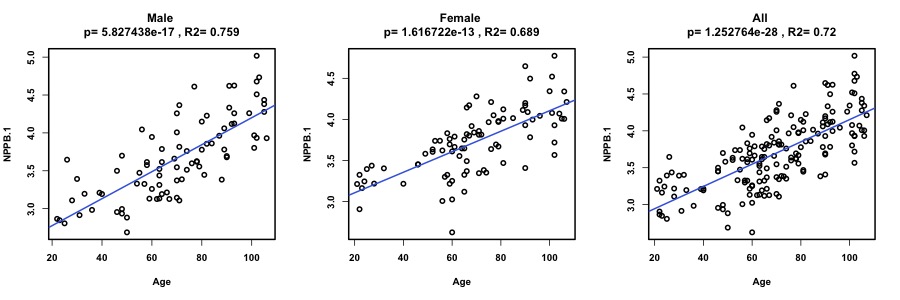 Male
p= 5.827438e-17 , R2= 0.759
NPPB.1
5.0
4.5
4.0
3.5
3.0
20 40 60 80 100
Age
Female
p= 1.616722e-13 , R2= 0.689
NPPB.1
4.5
4.0
3.5
3.0
20 40 60 80 100
Age
All
p= 1.252764e-28 , R2= 0.72
NPPB.1
5.0
4.5
4.0
3.5
3.0
20 40 60 80 100
Age